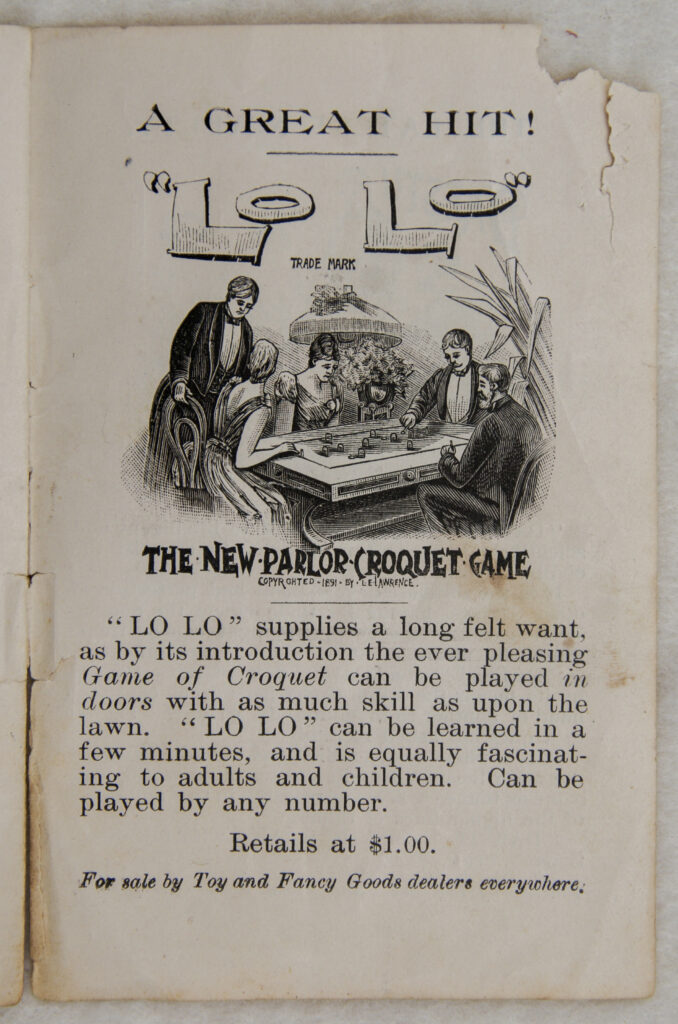 A GREAT HIT!
"LO LO"
TRADE MARK
THE·NEW·PARLOR·CROQUET·GAME
COPYRGHTED-1891-BY·E·E·LAWRENCE.
"LO LO" supplies a long felt want,
as by its introduction the ever pleasing
Game of Croquet can be played in
doors with as much skill as upon the
lawn. "LO LO" can be learned in a
few minutes, and is equally fascinat-
ing to adults and children. Can be
played by any number.
Retails at $1.00.
For sale by Toy and Fancy Goods dealers everywhere.